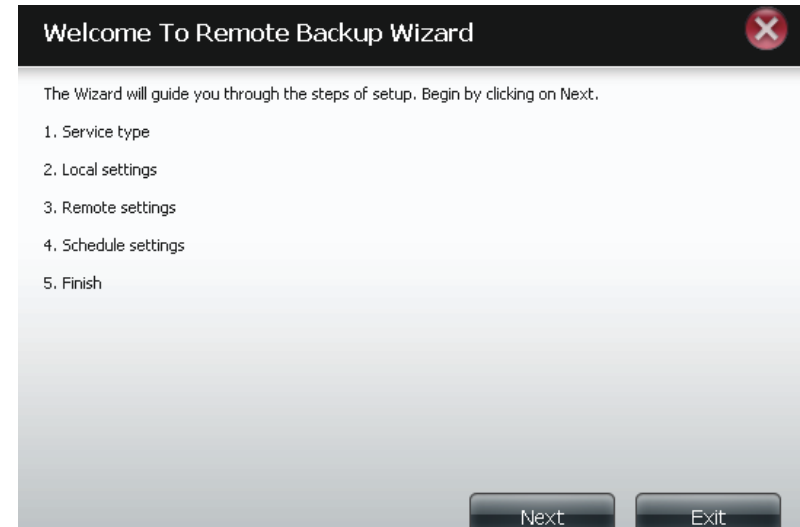 Welcome To Remote Backup Wizard
The Wizard will guide you through the steps of setup. Begin by clicking on Next.
1. Service type
2. Local settings
3. Remote settings
4. Schedule settings
5. Finish
Next
Exit